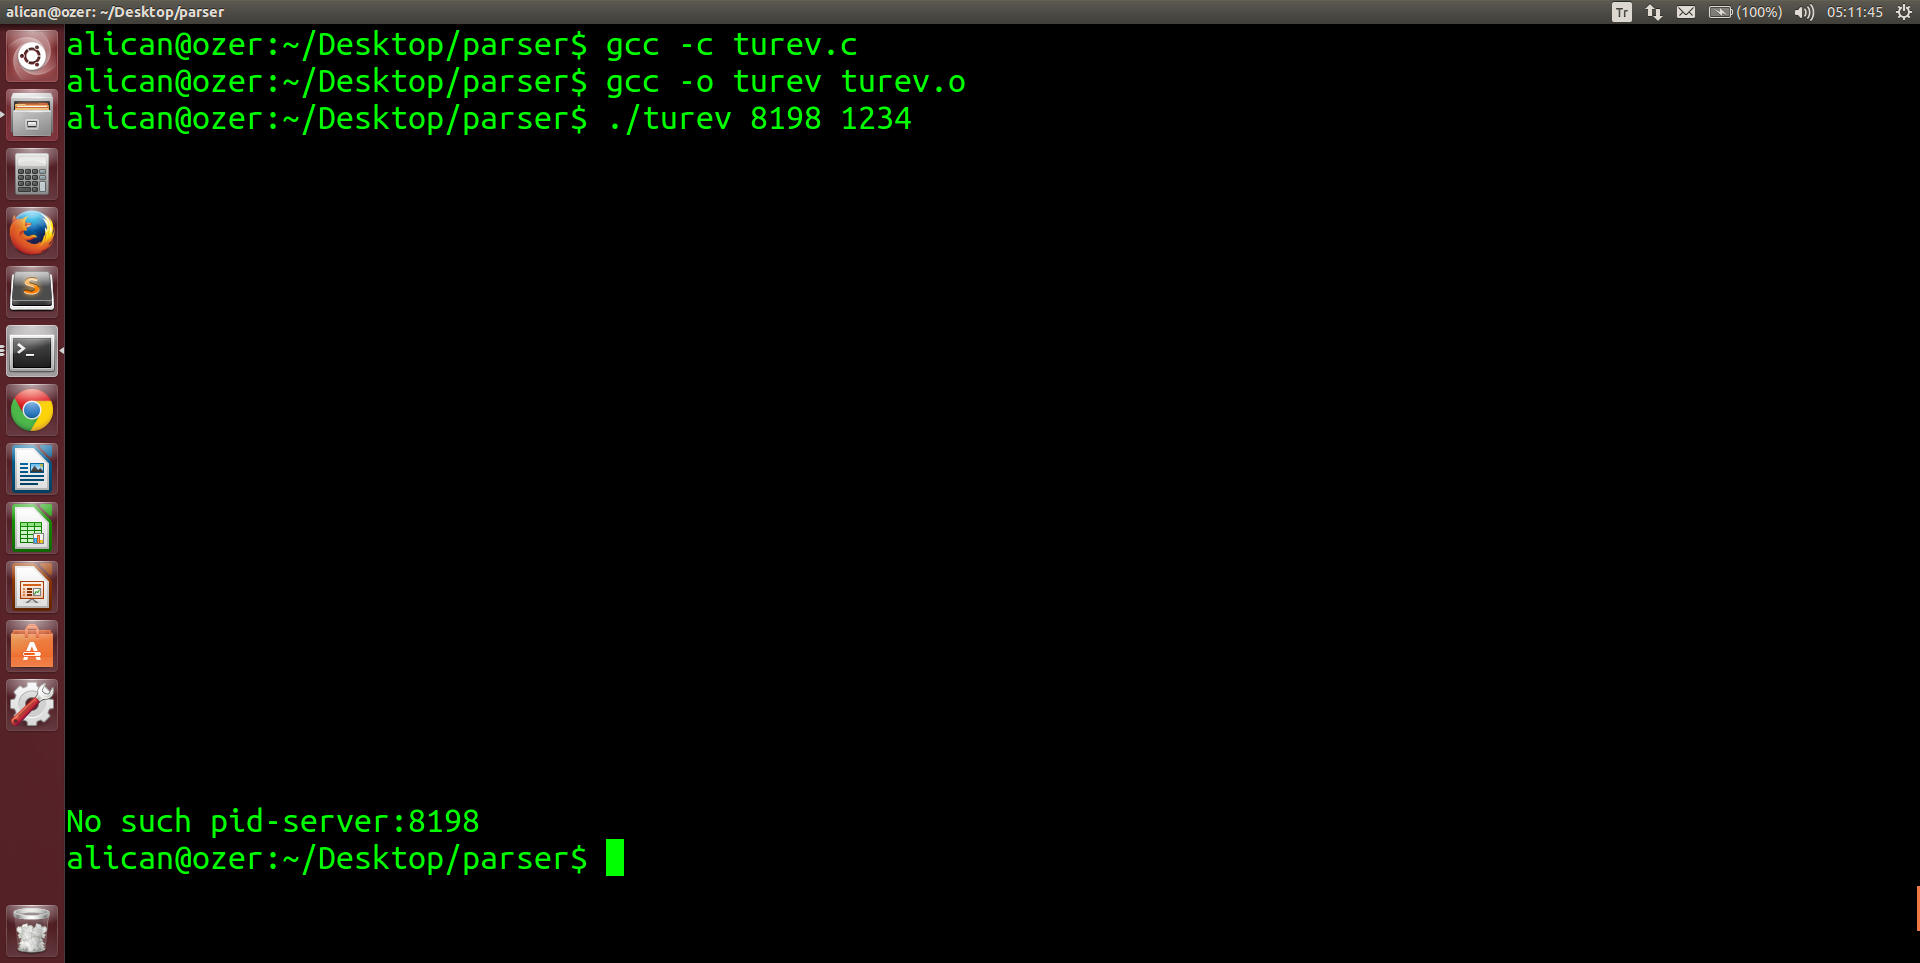 alican@ozer: ~/Desktop/parser
Tr
(100%)
05:11:45
alican@ozer:~/Desktop/parser$ gcc -c turev.c
alican@ozer:~/Desktop/parser$ gcc -o turev turev.o
alican@ozer:~/Desktop/parser$ ./turev 8198 1234
No such pid-server:8198
alican@ozer:~/Desktop/parser$